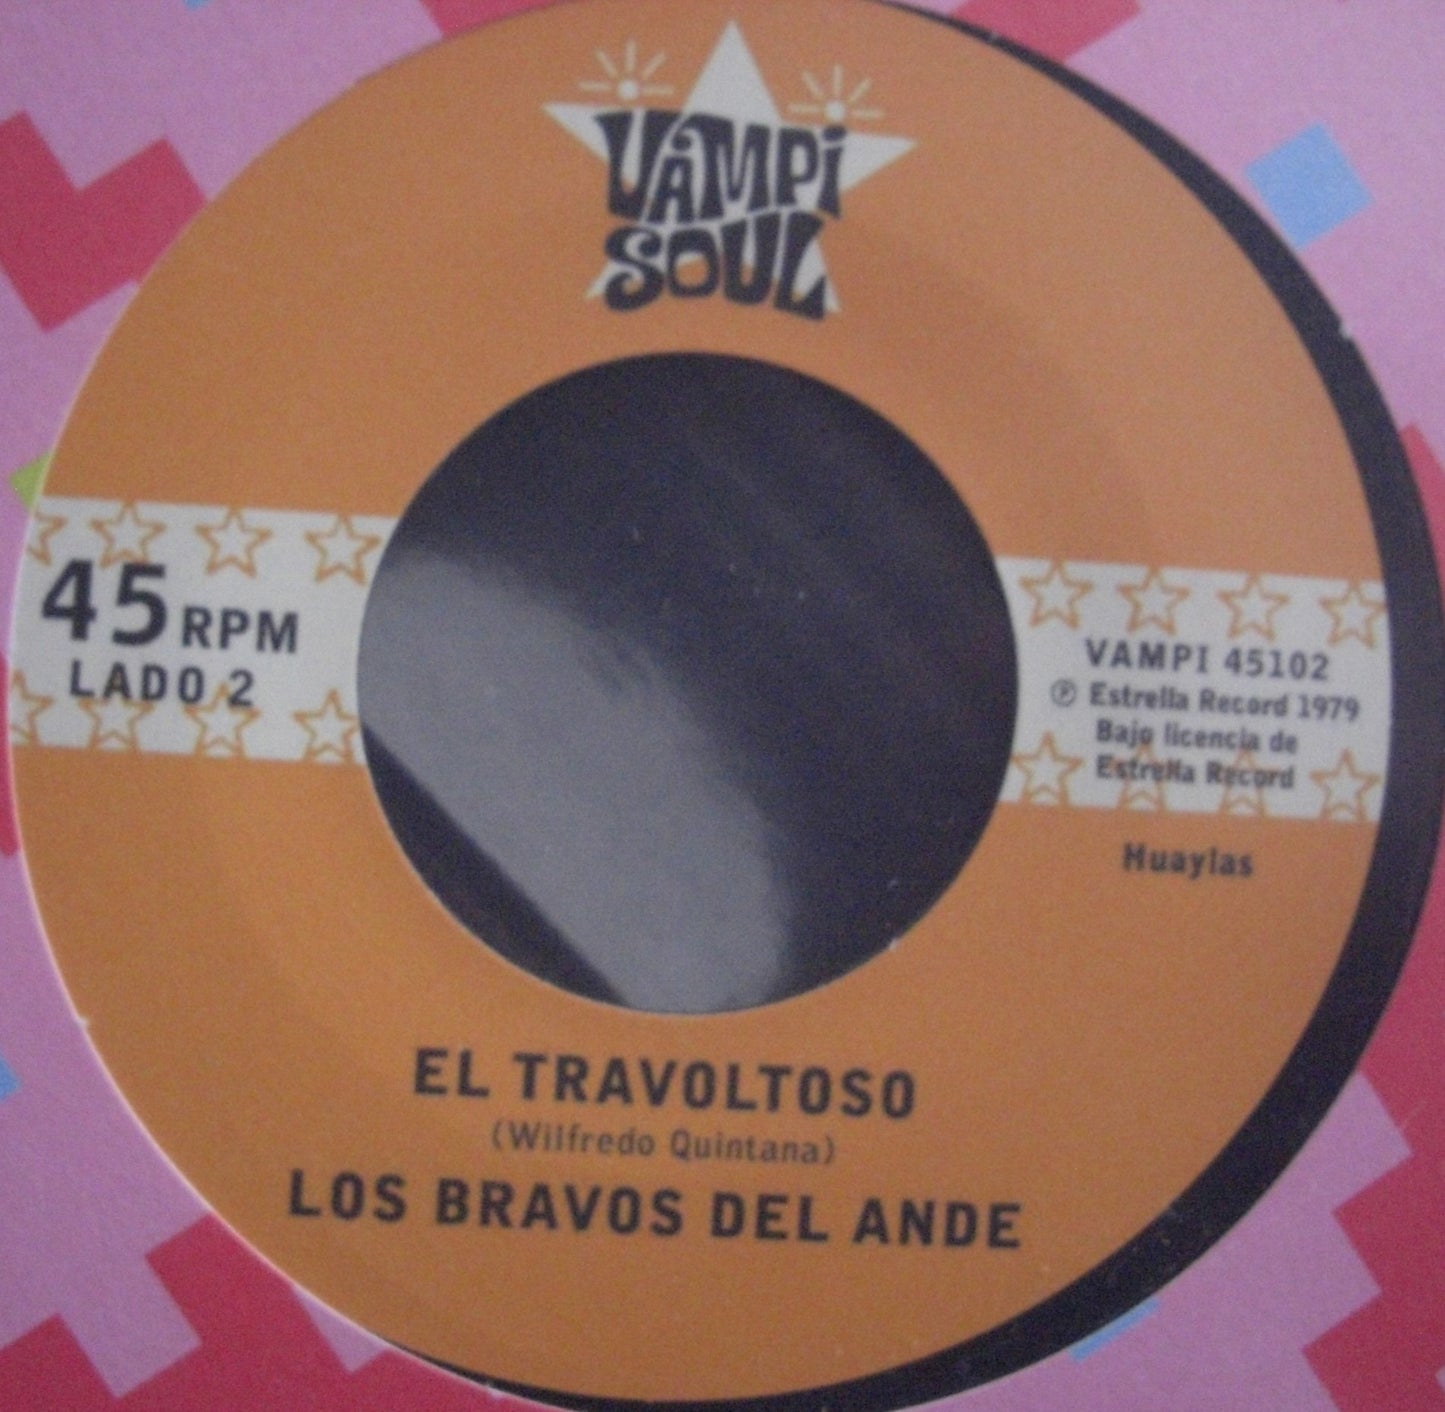 VAMPI
SOUL
45 RPM
LADO 2
VAMPI 45102
℗ Estrella Record 1979
Bajo licencia de
Estrella Record
Huaylas
EL TRAVOLTOSO
(Wilfredo Quintana)
LOS BRAVOS DEL ANDE